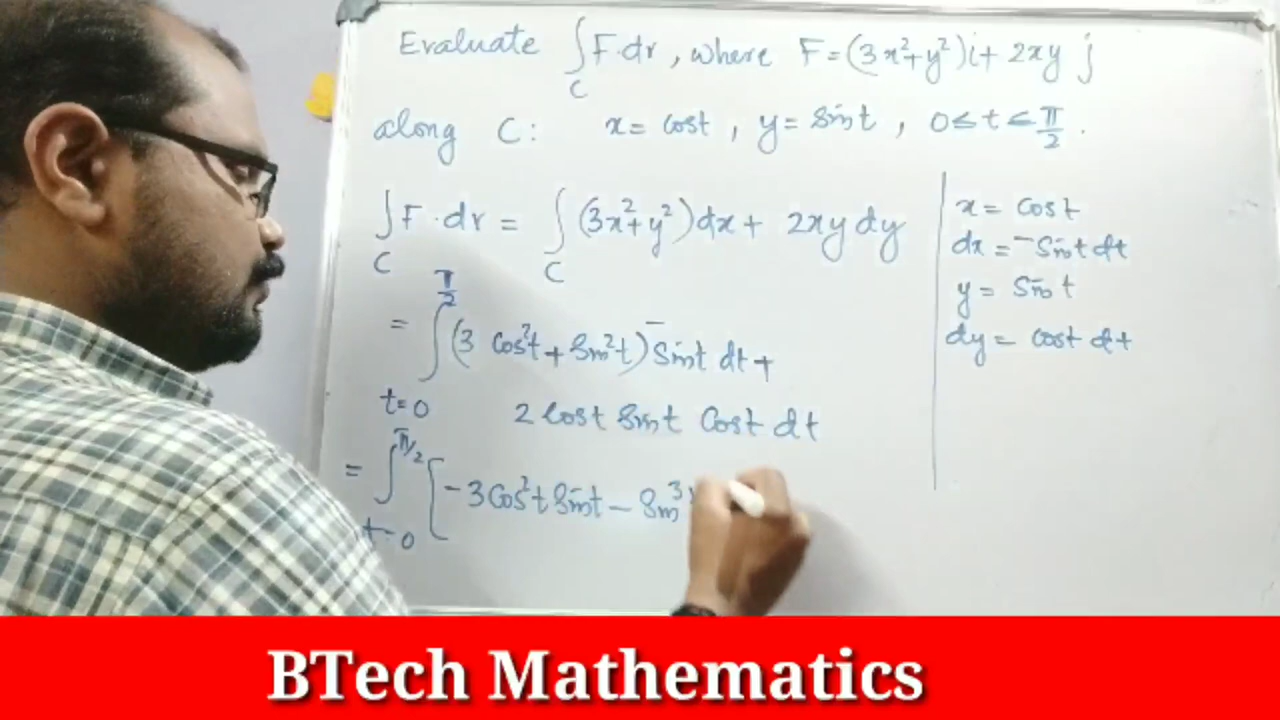 Evaluate ∫_C F·dr, where F=(3x²+y²)i+ 2xy j
along C: x= cost, y= sint, 0≤t≤π/2.
∫_C F·dr = ∫_C (3x²+y²)dx+ 2xy dy
= ∫_{t=0}^{π/2} (3 cos²t+sin²t) -sint dt+
2 cost sint cost dt
= ∫_{t=0}^{π/2} [-3cos²t sint - sin³
x= cost
dx = -sint dt
y= sint
dy= cost dt
BTech Mathematics